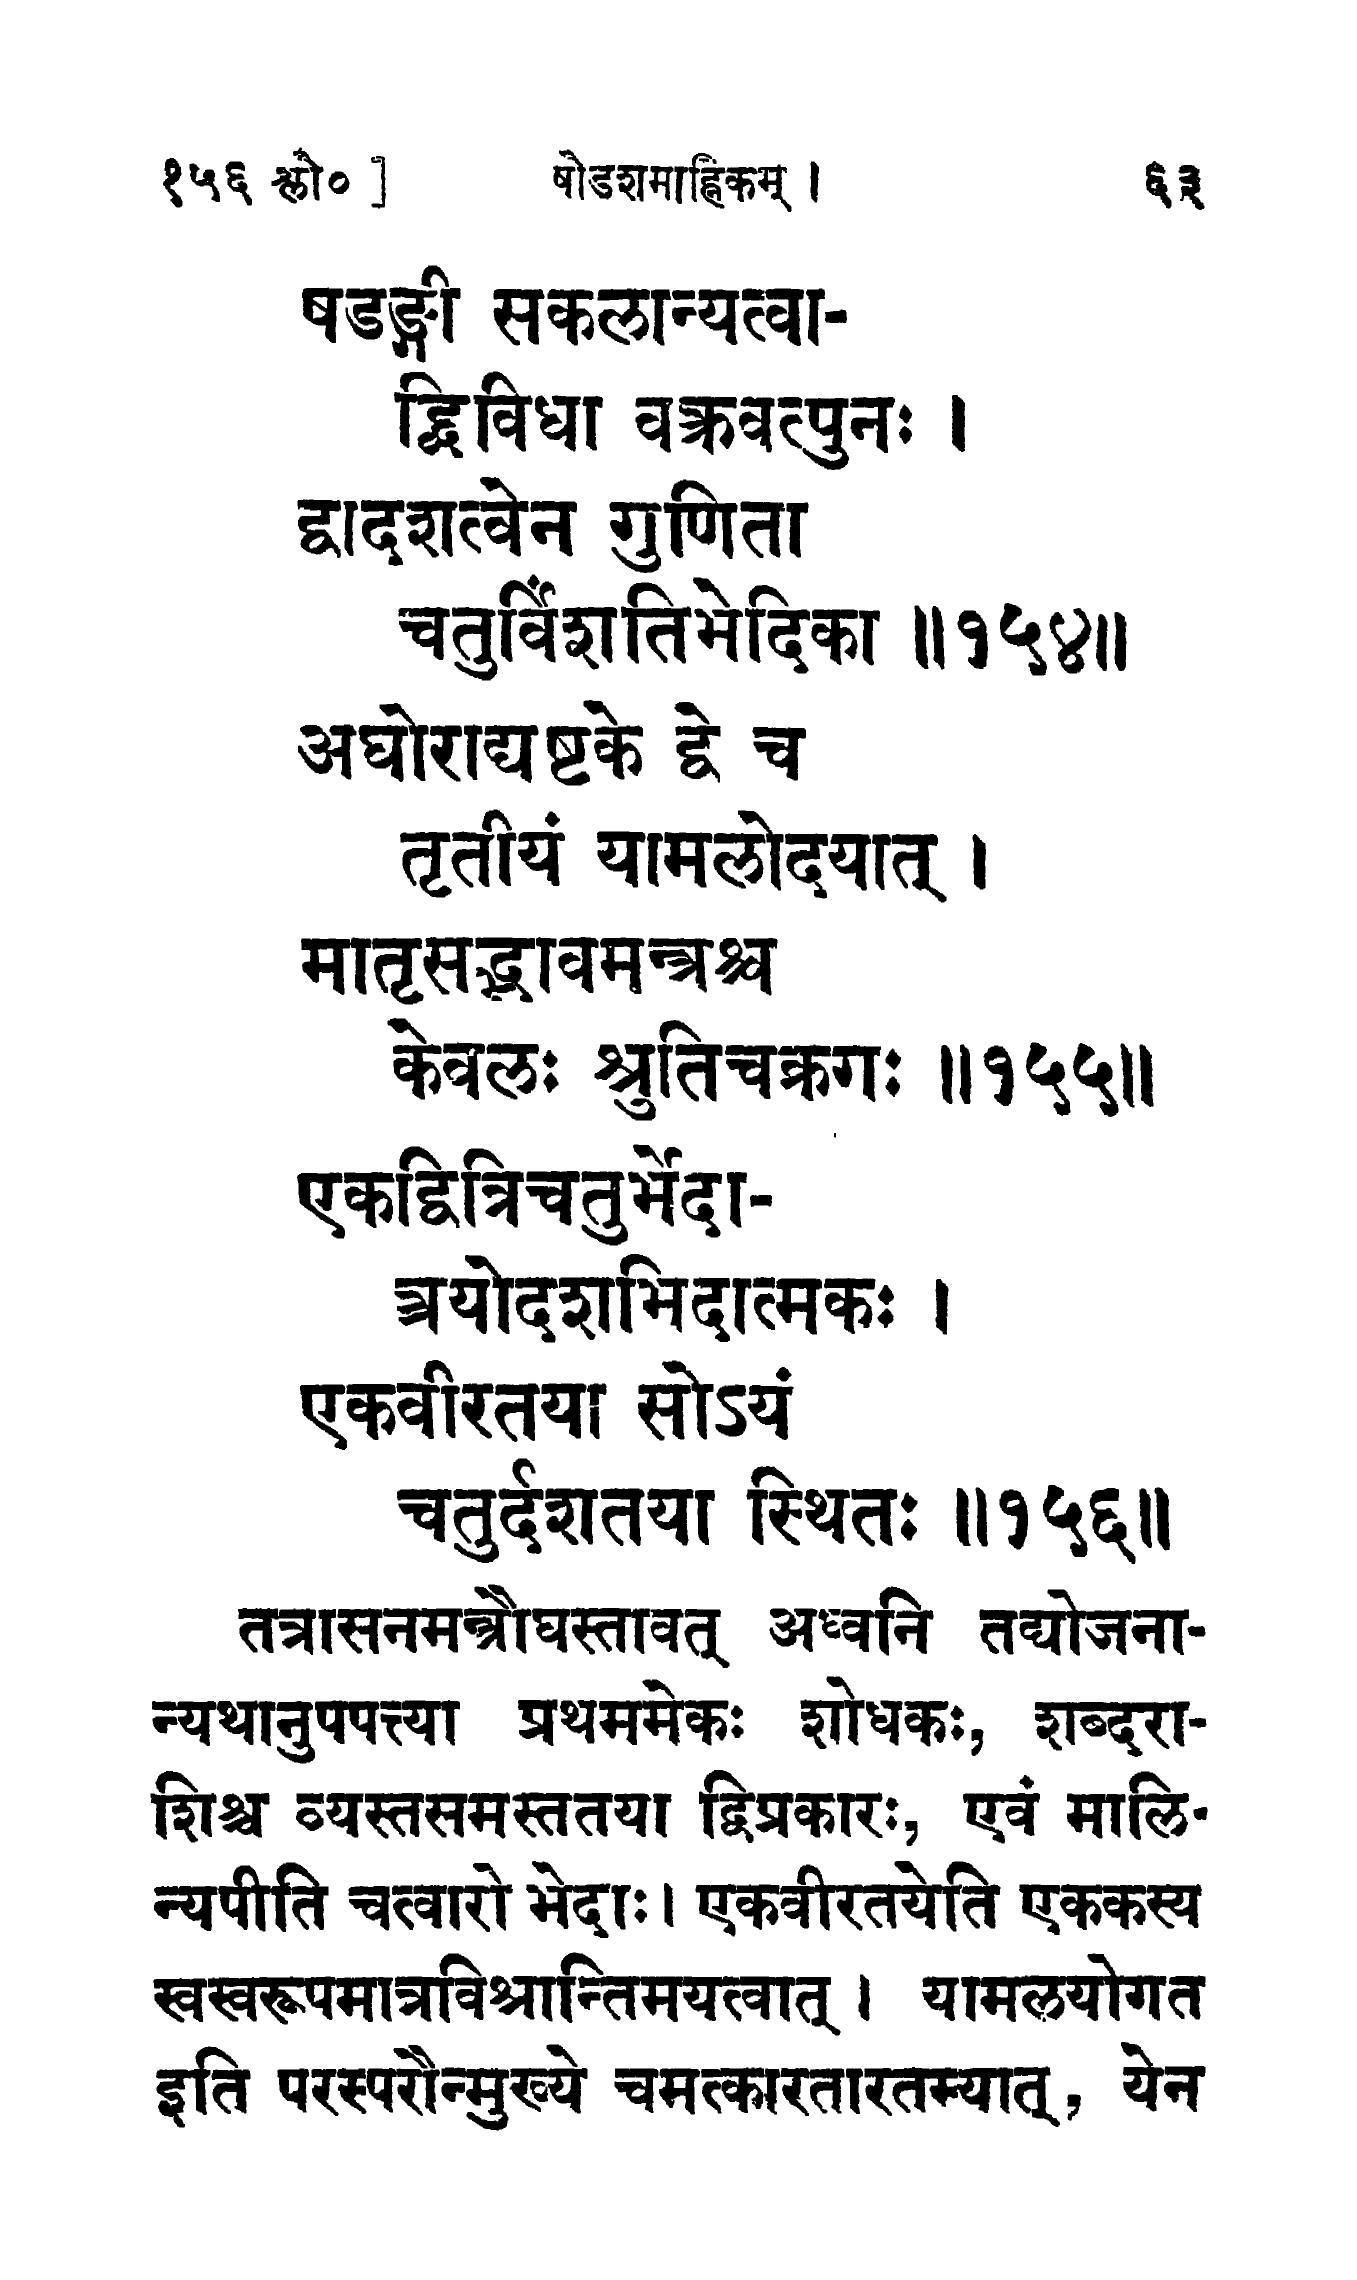 १५६ श्लो० ] षोडशमाह्निकम् । ६३
षडङ्गी सकलान्यत्वा-
द्द्विविधा वक्त्रवत्पुनः ।
द्वादशत्वेन गुणिता
चतुर्विंशतिभेदिका ॥१५४॥
अघोराद्यष्टके द्वे च
तृतीयं यामलोदयात् ।
मातृसद्भावमन्त्रश्च
केवलः श्रुतिचक्रगः ॥१५५॥
एकद्वित्रिचतुर्भेदा-
त्त्रयोदशभिदात्मकः ।
एकवीरतया सोऽयं
चतुर्दशतया स्थितः ॥१५६॥
तत्रासनमन्त्रौघस्तावत् अध्वनि तद्योजना-
न्यथानुपपत्त्या प्रथममेकः शोधकः, शब्दरा-
शिश्च व्यस्तसमस्ततया द्विप्रकारः, एवं मालि-
न्यपीति चत्वारो भेदाः। एकवीरतयेति एककस्य
स्वस्वरूपमात्रविश्रान्तिमयत्वात् । यामलयोगत
इति परस्परौन्मुख्ये चमत्कारतारतम्यात्, येन